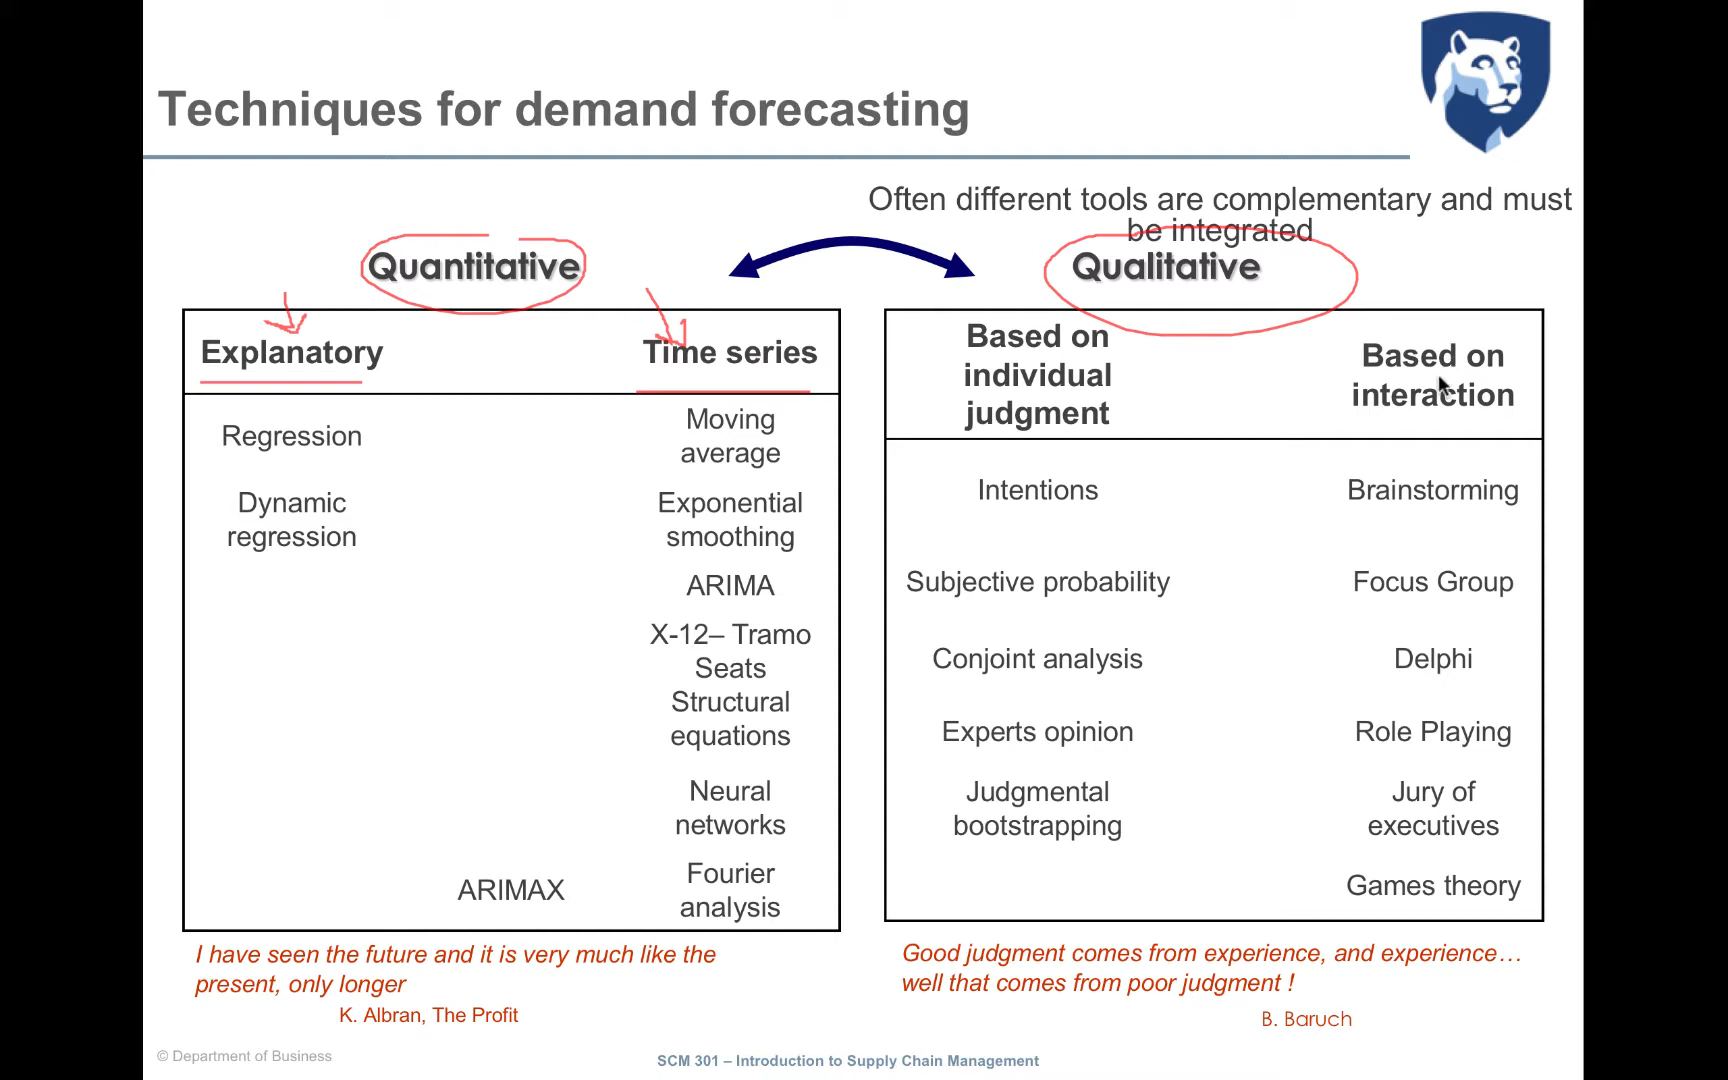 Techniques for demand forecasting
Often different tools are complementary and must
be integrated
Quantitative
Qualitative
Explanatory
Time series
Regression
Moving
average
Dynamic
regression
Exponential
smoothing
ARIMA
X-12– Tramo
Seats
Structural
equations
Neural
networks
ARIMAX
Fourier
analysis
Based on
individual
judgment
Based on
interaction
Intentions
Brainstorming
Subjective probability
Focus Group
Conjoint analysis
Delphi
Experts opinion
Role Playing
Judgmental
bootstrapping
Jury of
executives
Games theory
I have seen the future and it is very much like the
present, only longer
K. Albran, The Profit
Good judgment comes from experience, and experience…
well that comes from poor judgment !
B. Baruch
© Department of Business
SCM 301 – Introduction to Supply Chain Management